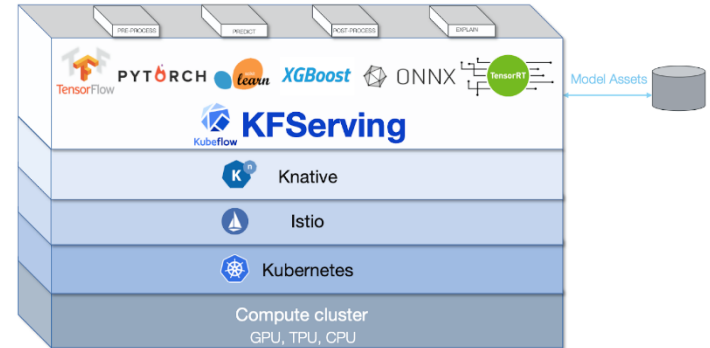 PRE-PROCESS PREDICT POST-PROCESS EXPLAIN
TensorFlow PYTORCH learn XGBoost ONNX TensorRT
Model Assets
Kubeflow KFServing
n
K Knative
Istio
Kubernetes
Compute cluster
GPU, TPU, CPU